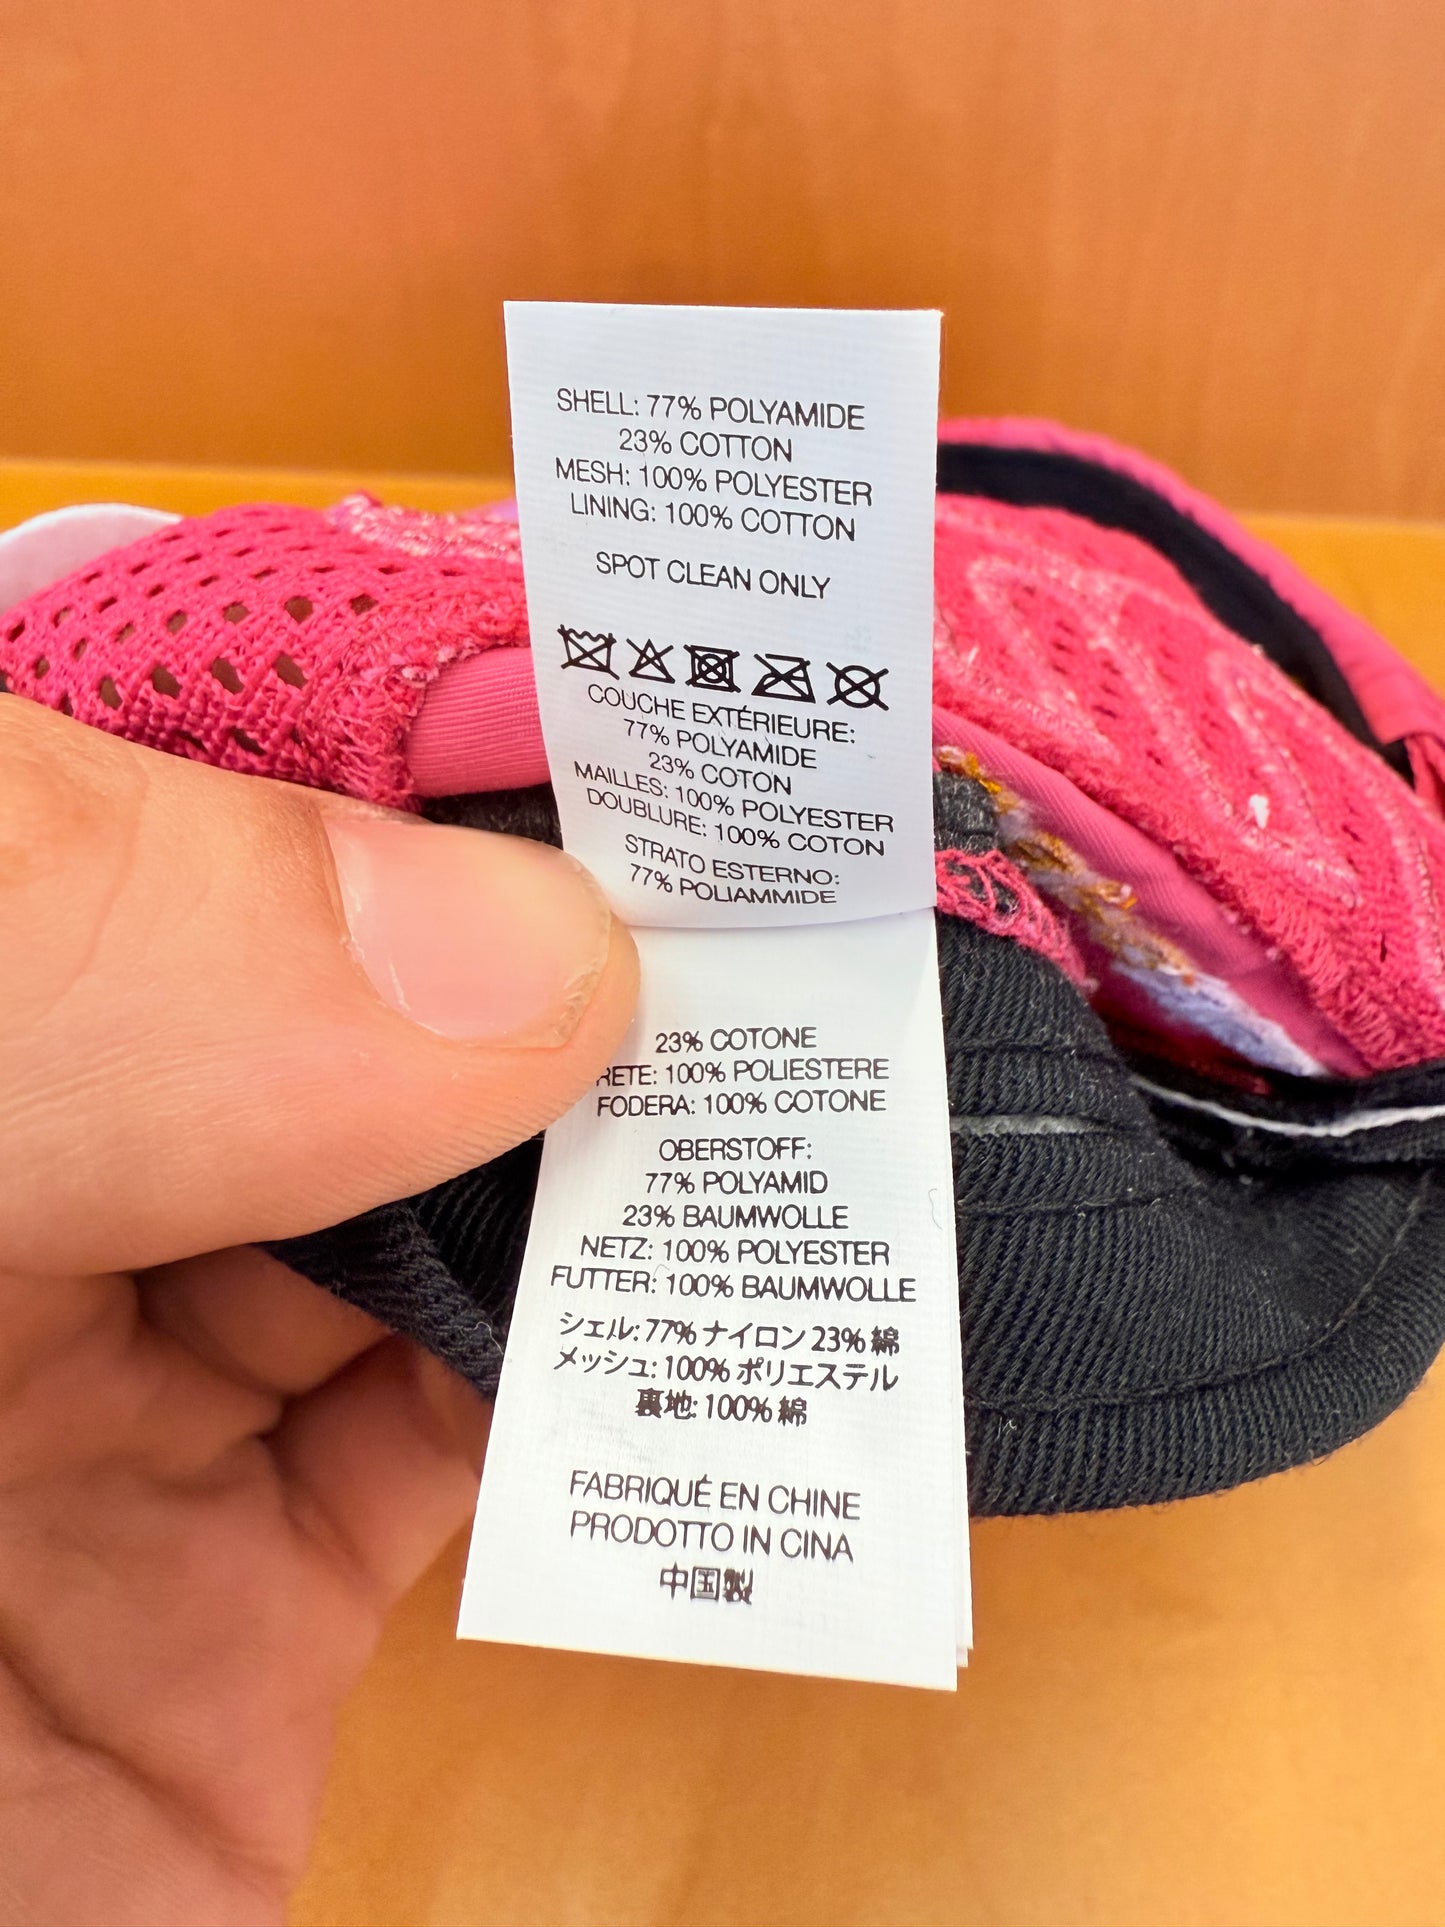 SHELL: 77% POLYAMIDE
23% COTTON
MESH: 100% POLYESTER
LINING: 100% COTTON
SPOT CLEAN ONLY
COUCHE EXTÉRIEURE:
77% POLYAMIDE
23% COTON
MAILLES: 100% POLYESTER
DOUBLURE: 100% COTON
STRATO ESTERNO:
77% POLIAMMIDE
23% COTONE
RETE: 100% POLIESTERE
FODERA: 100% COTONE
OBERSTOFF:
77% POLYAMID
23% BAUMWOLLE
NETZ: 100% POLYESTER
FUTTER: 100% BAUMWOLLE
シェル: 77% ナイロン 23% 綿
メッシュ: 100% ポリエステル
裏地: 100% 綿
FABRIQUÉ EN CHINE
PRODOTTO IN CINA
中国製